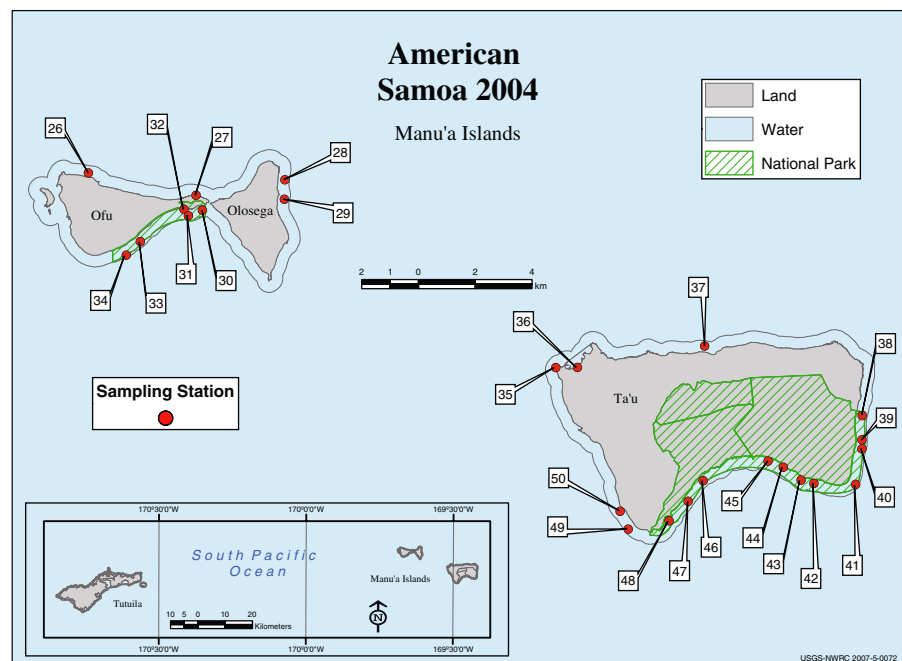 American
Samoa 2004
Manu'a Islands
Land
Water
National Park
26
32
27
28
29
Ofu
Olosega
34
33
31
30
2 1 0 2 4
km
37
36
35
38
39
40
Ta'u
50
49
48
47
46
45
44
43
42
41
Sampling Station
South Pacific
Ocean
Manu'a Islands
Tutuila
10 5 0 10 20
Kilometers
N
170°30'0"W 170°0'0"W 169°30'0"W
170°30'0"W 170°0'0"W
USGS-NWRC 2007-5-0072